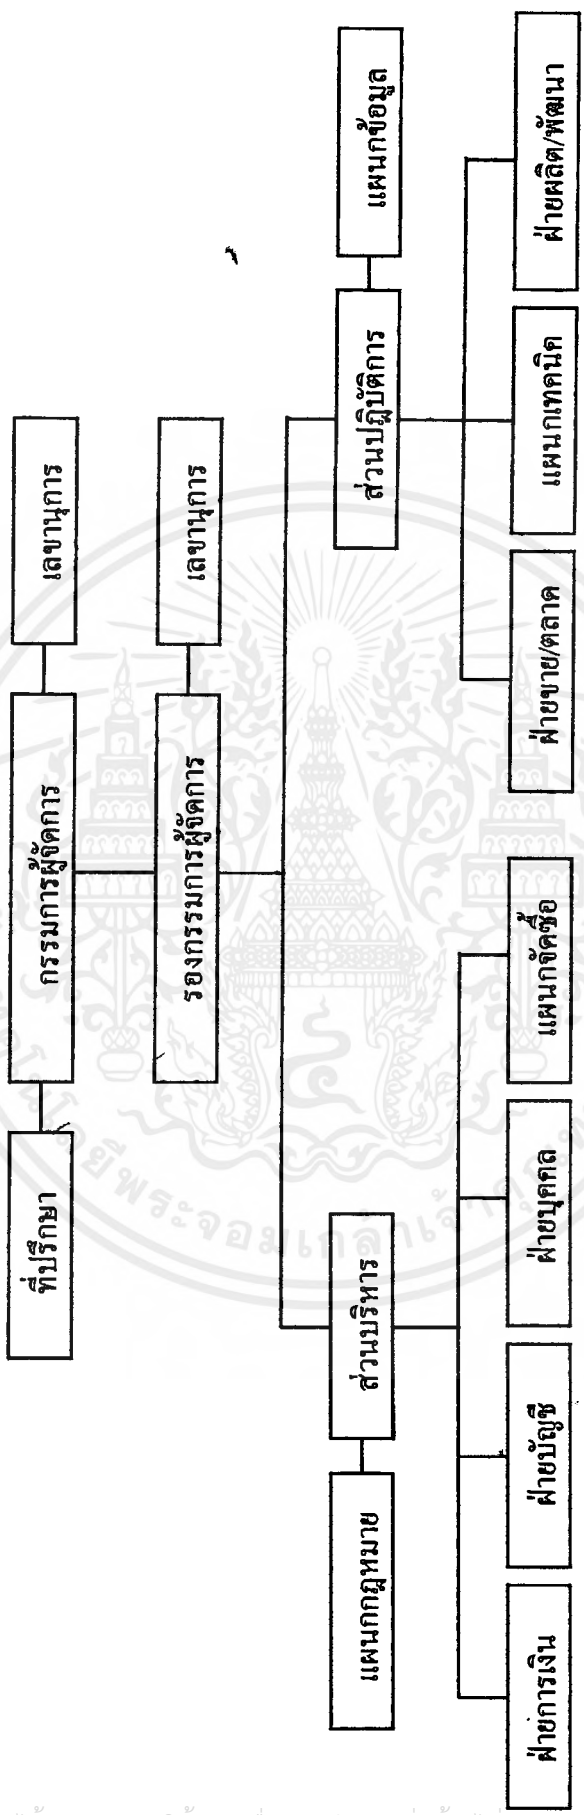 ที่ปรึกษา
กรรมการผู้จัดการ
เลขานุการ
รองกรรมการผู้จัดการ
เลขานุการ
แผนกกฎหมาย
ส่วนบริหาร
ส่วนปฏิบัติการ
แผนกข้อมูล
ฝ่ายการเงิน
ฝ่ายบัญชี
ฝ่ายบุคคล
แผนกจัดซื้อ
ฝ่ายขาย/ตลาด
แผนกเทคนิค
ฝ่ายผลิต/พัฒนา